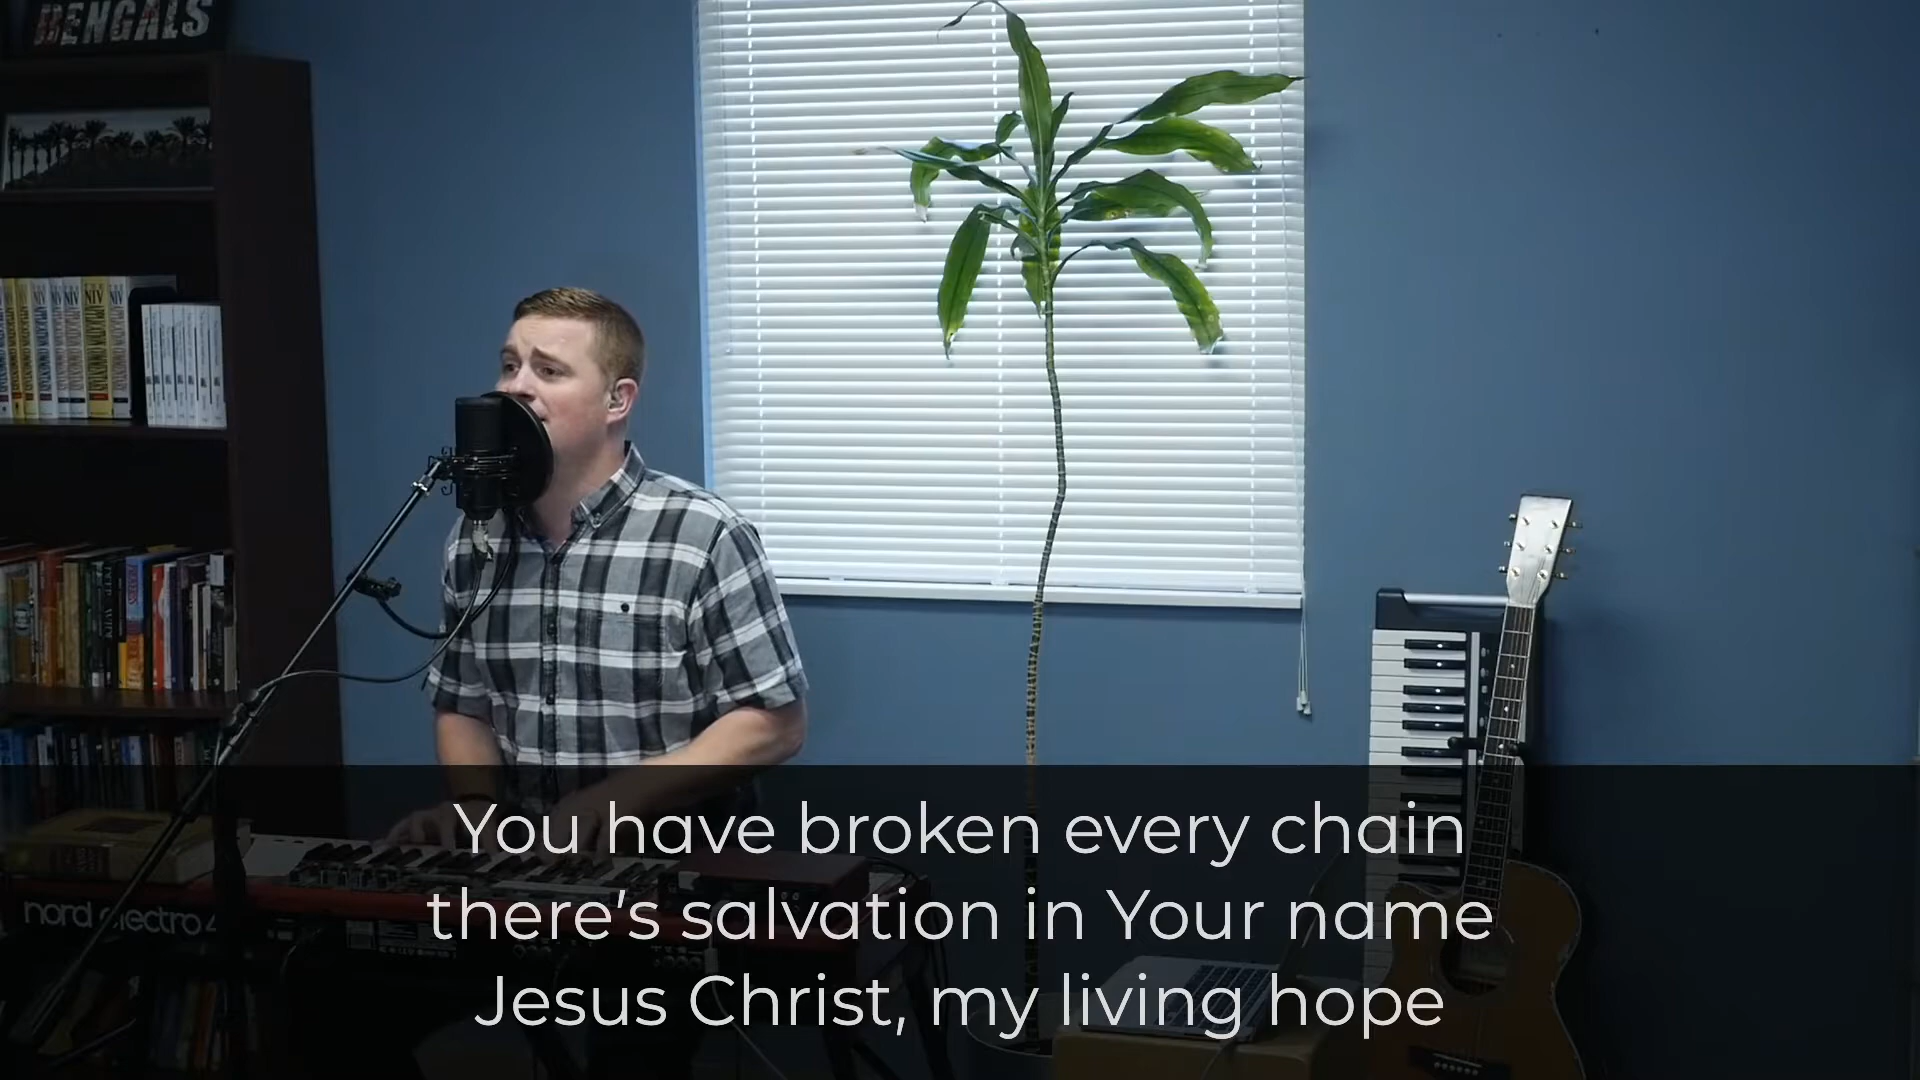 BENGALS
NIV
nord electro 4
You have broken every chain
there's salvation in Your name
Jesus Christ, my living hope